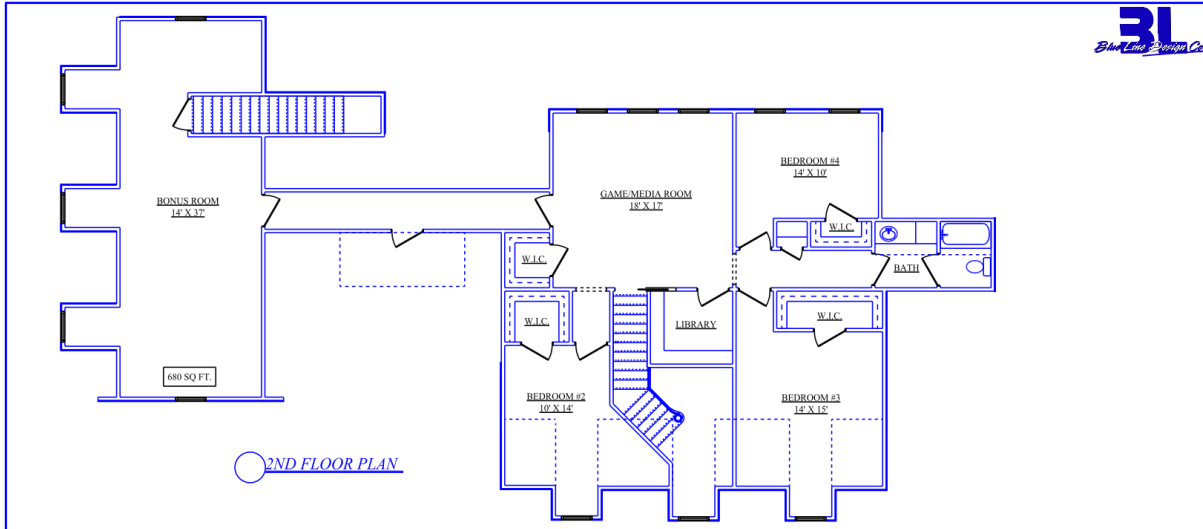 BL
Blue Line Design Ce
BEDROOM #4
14' X 10'
BONUS ROOM
14' X 37'
GAME/MEDIA ROOM
18' X 17'
W.I.C.
W.I.C.
BATH
W.I.C.
LIBRARY
W.I.C.
680 SQ FT.
BEDROOM #2
10' X 14'
BEDROOM #3
14' X 15'
2ND FLOOR PLAN